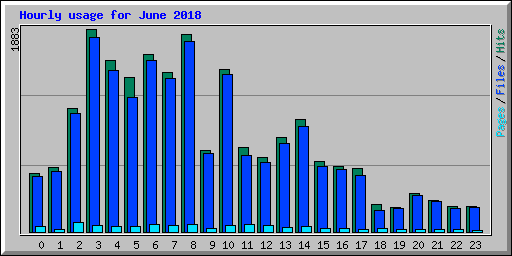 Hourly usage for June 2018
1883
Pages/Files/Hits
0 1 2 3 4 5 6 7 8 9 10 11 12 13 14 15 16 17 18 19 20 21 22 23